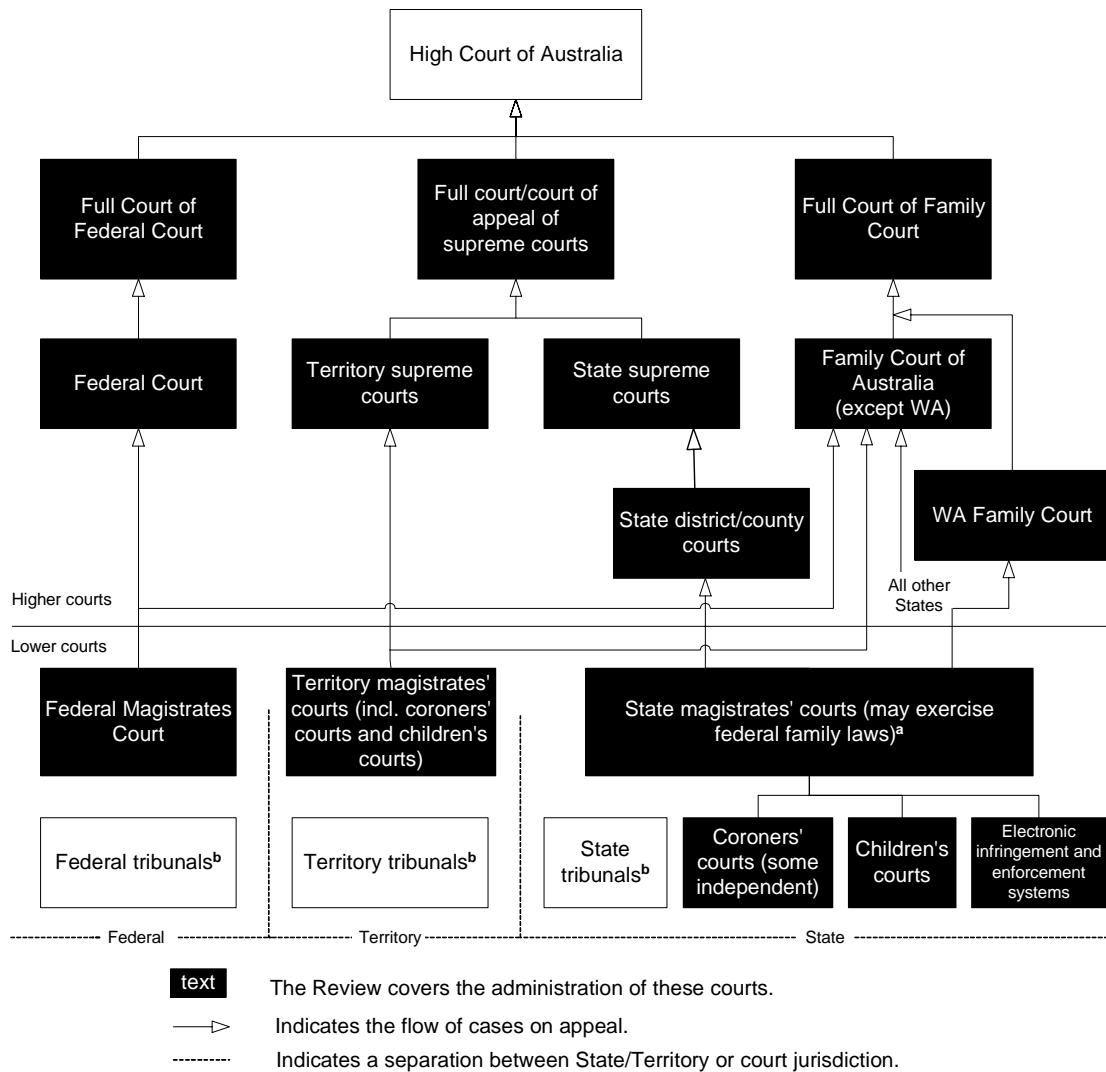 High Court of Australia
Full Court of
Federal Court
Full court/court of
appeal of
supreme courts
Full Court of Family
Court
Federal Court
Territory supreme
courts
State supreme
courts
Family Court of
Australia
(except WA)
State district/county
courts
WA Family Court
All other
States
Higher courts
Lower courts
Federal Magistrates
Court
Territory magistrates'
courts (incl. coroners'
courts and children's
courts)
State magistrates' courts (may exercise
federal family laws)a
Federal tribunalsb
Territory tribunalsb
State
tribunalsb
Coroners'
courts (some
independent)
Children's
courts
Electronic
infringement and
enforcement
systems
Federal
Territory
State
text
The Review covers the administration of these courts.
Indicates the flow of cases on appeal.
Indicates a separation between State/Territory or court jurisdiction.